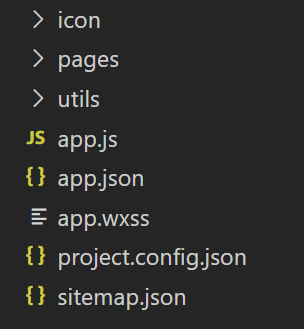 icon
pages
utils
JS app.js
{} app.json
app.wxss
{} project.config.json
{} sitemap.json